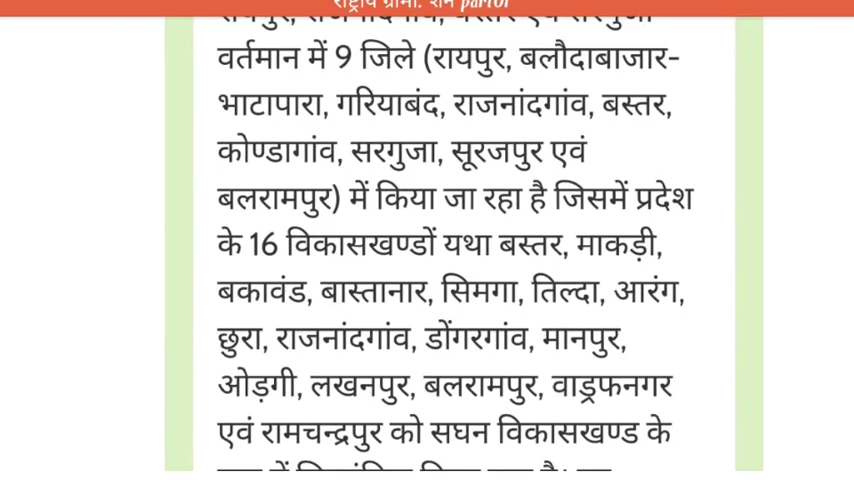 वर्तमान में 9 जिले (रायपुर, बलौदाबाजार-
भाटापारा, गरियाबंद, राजनांदगांव, बस्तर,
कोण्डागांव, सरगुजा, सूरजपुर एवं
बलरामपुर) में किया जा रहा है जिसमें प्रदेश
के 16 विकासखण्डों यथा बस्तर, माकड़ी,
बकावंड, बास्तानार, सिमगा, तिल्दा, आरंग,
छुरा, राजनांदगांव, डोंगरगांव, मानपुर,
ओड़गी, लखनपुर, बलरामपुर, वाड्रफनगर
एवं रामचन्द्रपुर को सघन विकासखण्ड के